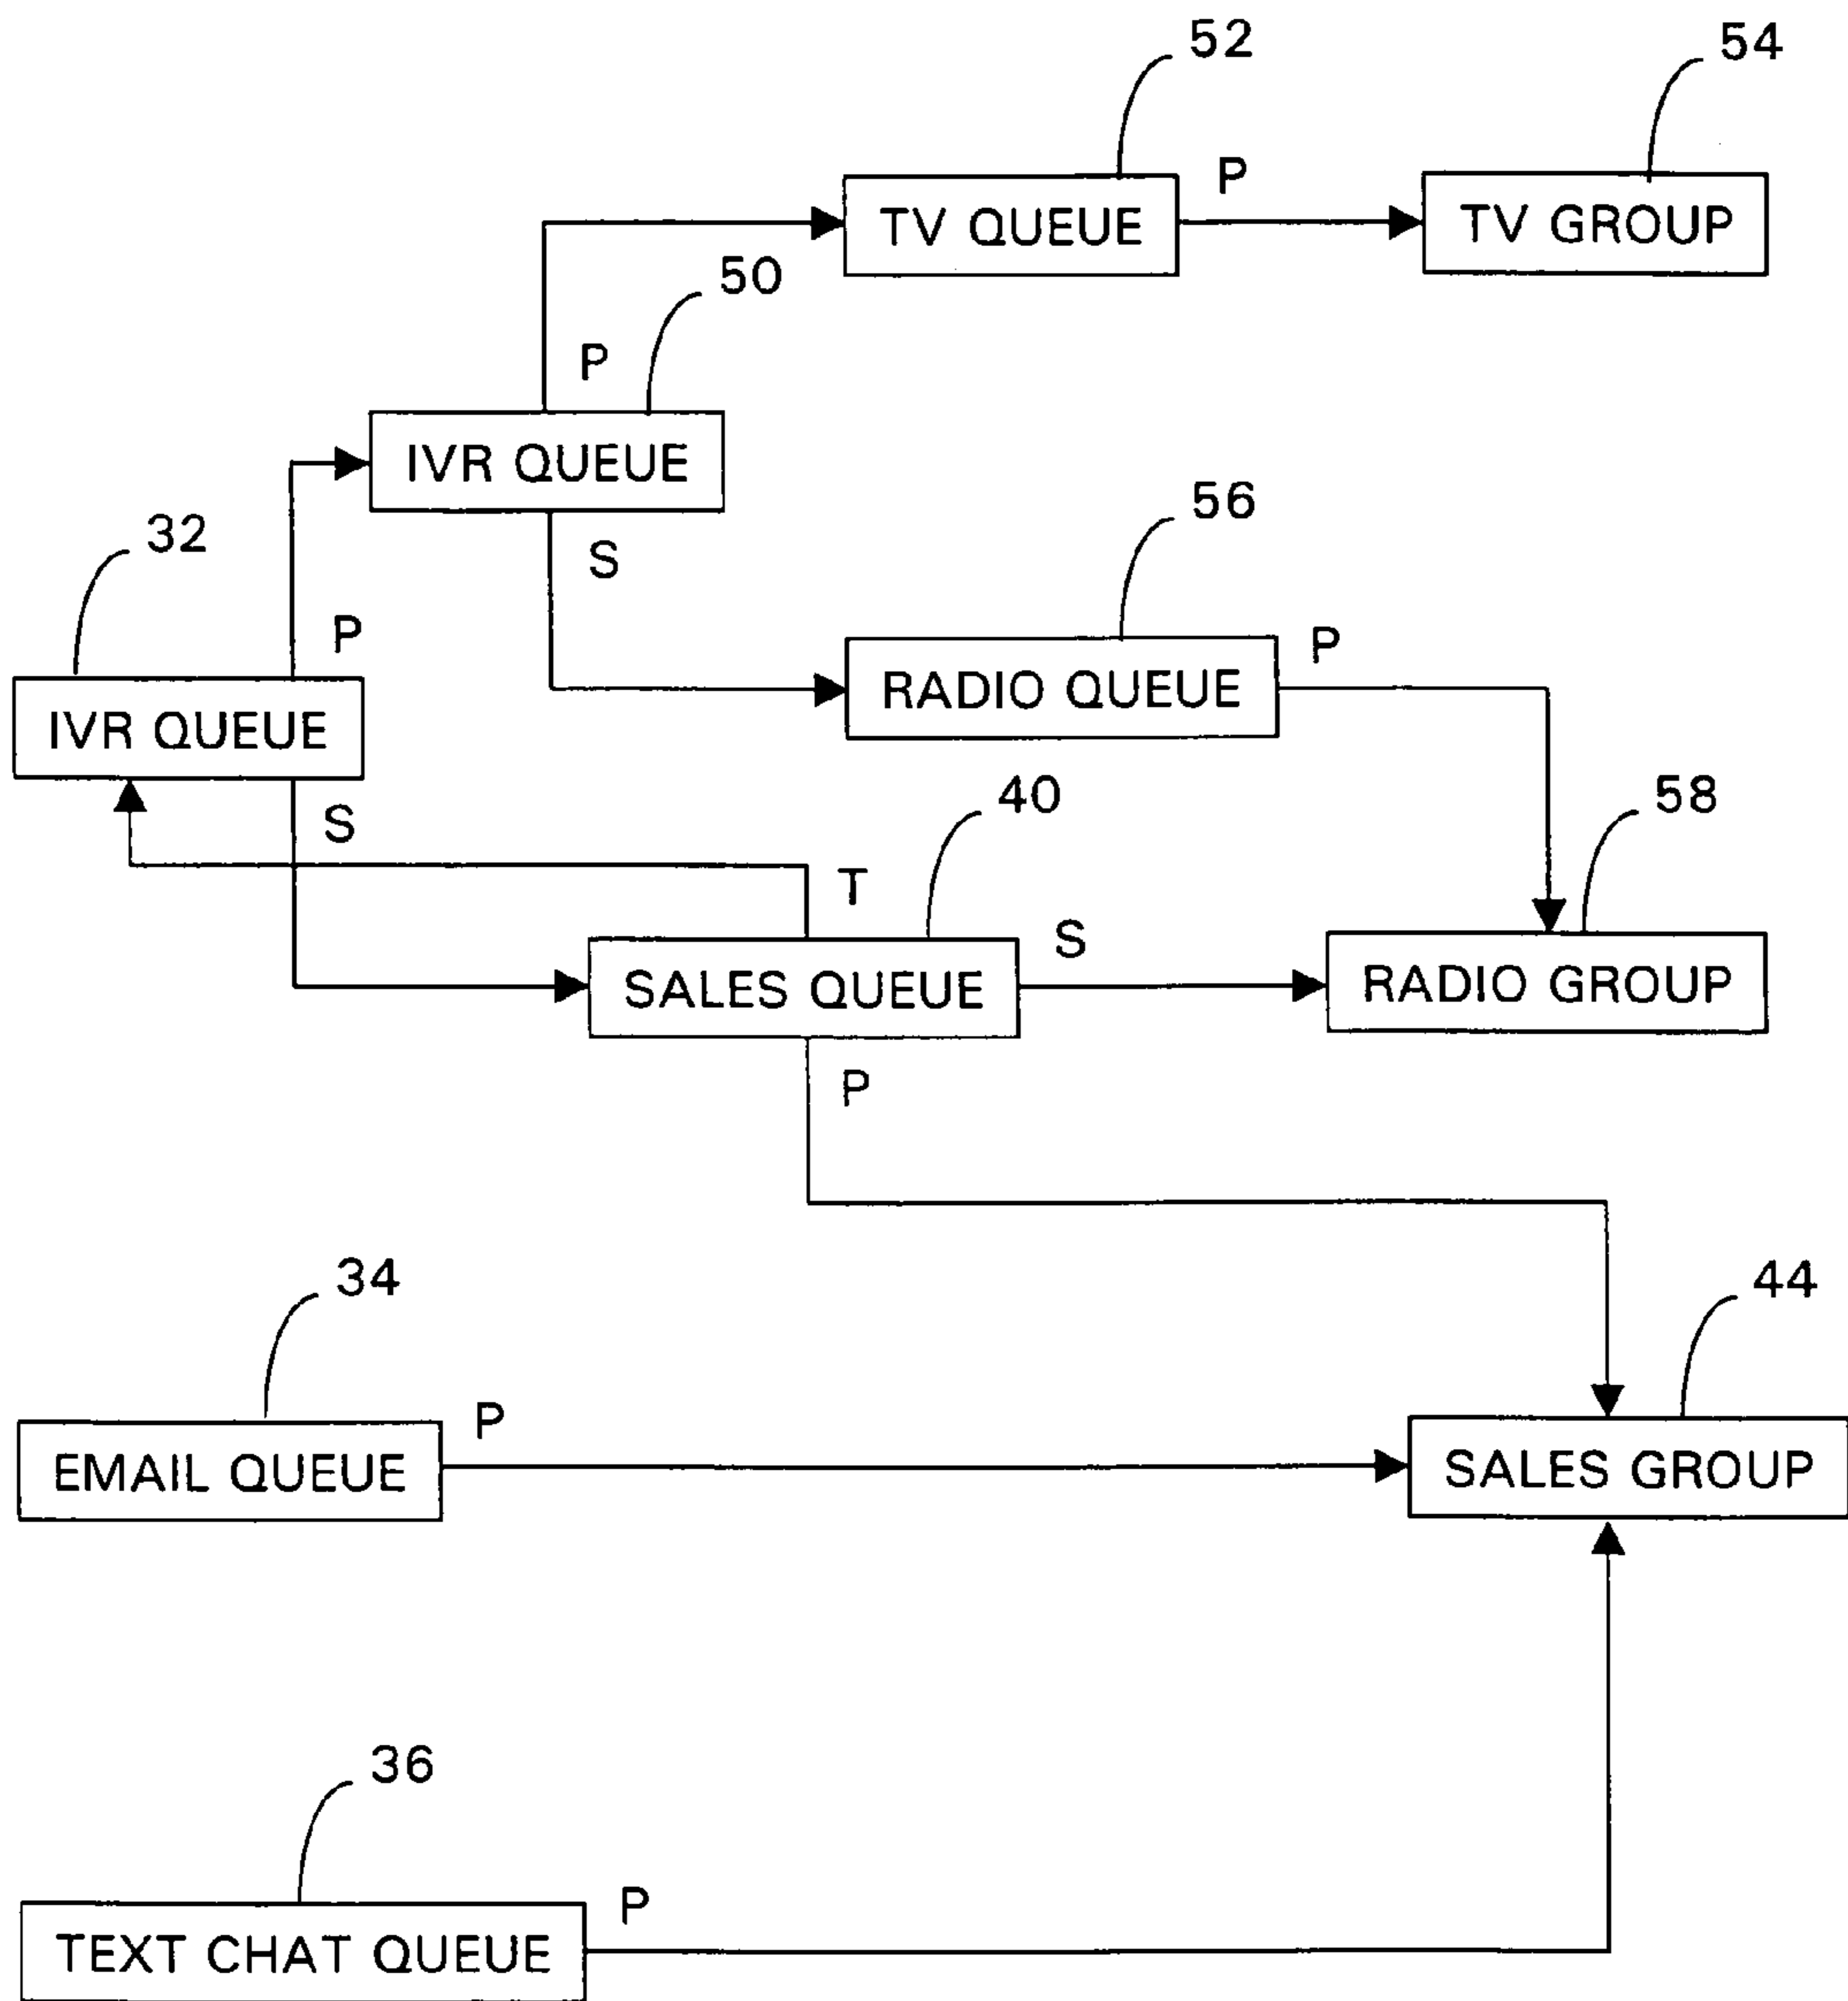 52
54
P
TV QUEUE
TV GROUP
50
P
IVR QUEUE
56
32
S
P
P
RADIO QUEUE
IVR QUEUE
40
58
S
T
S
SALES QUEUE
RADIO GROUP
P
34
44
P
EMAIL QUEUE
SALES GROUP
36
P
TEXT CHAT QUEUE